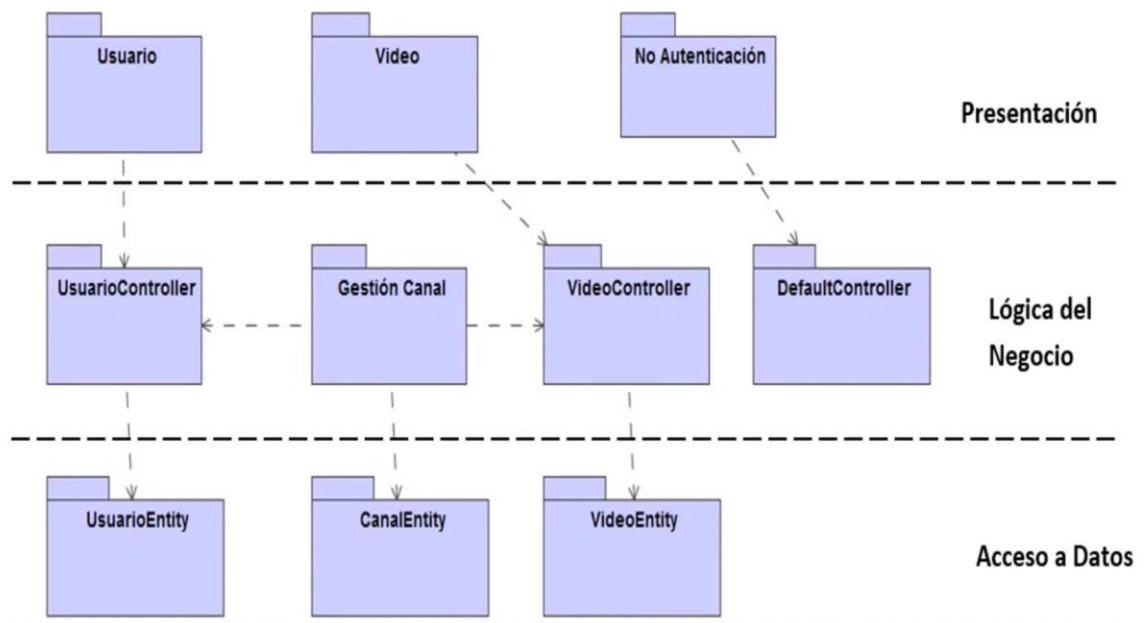 Usuario
Video
No Autenticación
Presentación
UsuarioController
Gestión Canal
VideoController
DefaultController
Lógica del
Negocio
UsuarioEntity
CanalEntity
VideoEntity
Acceso a Datos